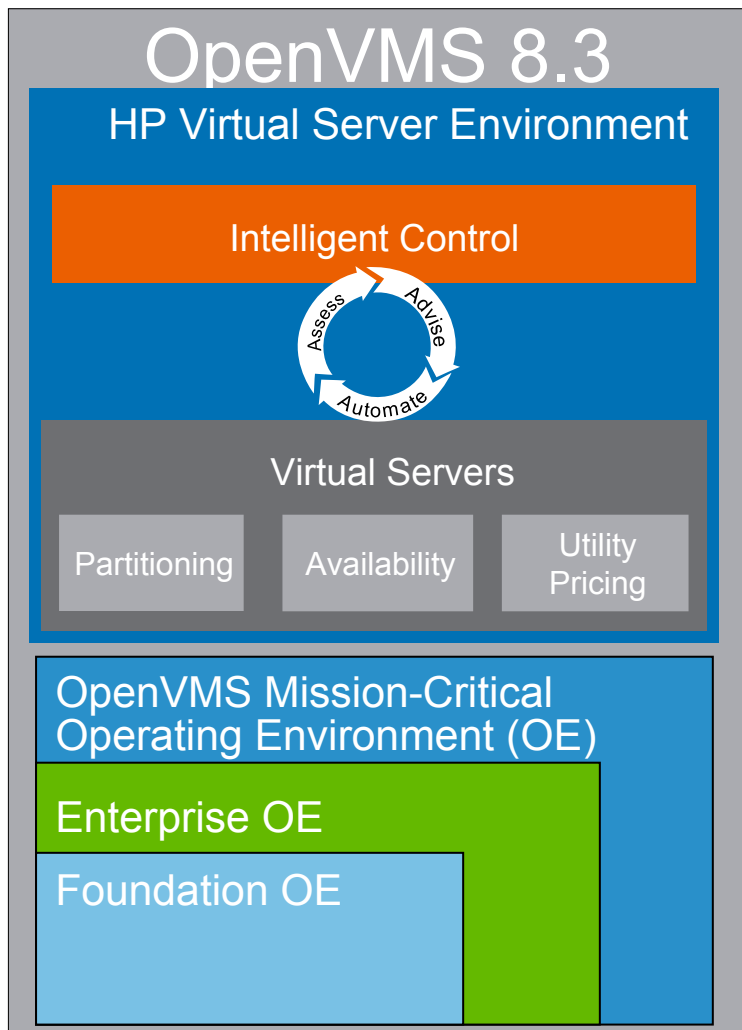 OpenVMS 8.3
HP Virtual Server Environment
Intelligent Control
Assess
Advise
Automate
Virtual Servers
Partitioning
Availability
Utility
Pricing
OpenVMS Mission-Critical
Operating Environment (OE)
Enterprise OE
Foundation OE